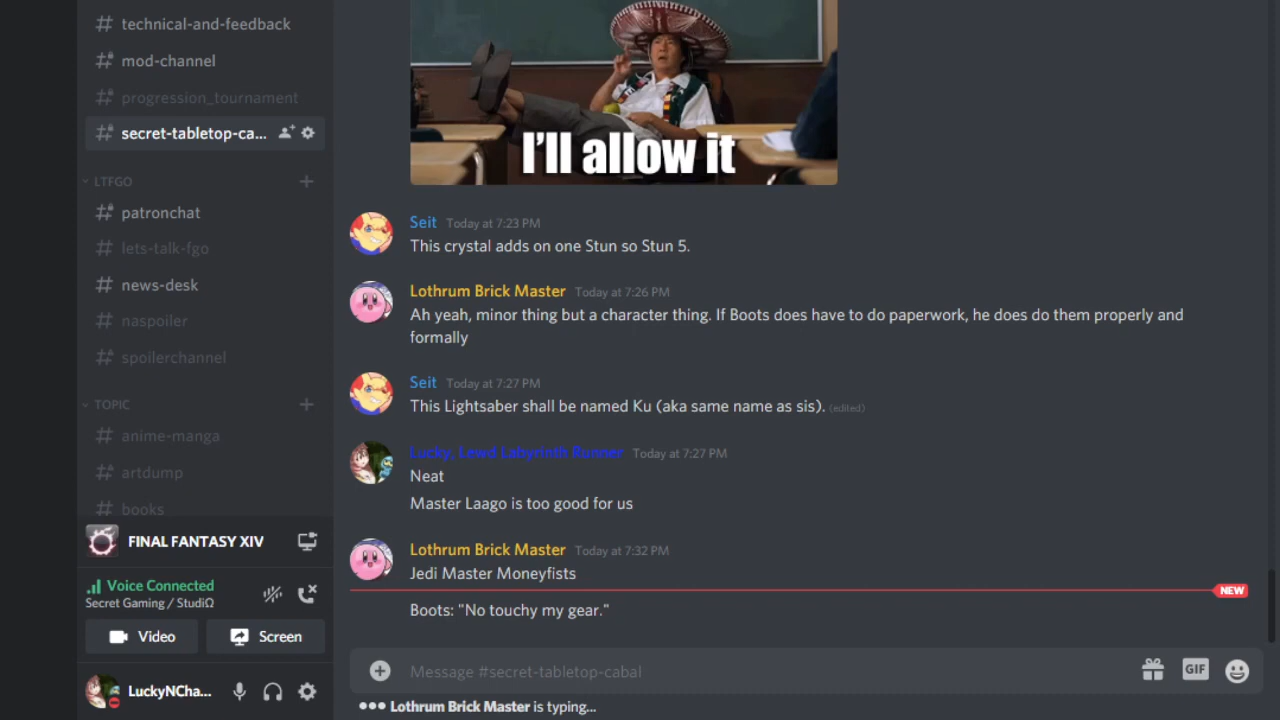 technical-and-feedback
mod-channel
progression_tournament
secret-tabletop-ca...
LTFGO
patronchat
lets-talk-fgo
news-desk
naspoiler
spoilerchannel
TOPIC
anime-manga
artdump
books
FINAL FANTASY XIV
Voice Connected
Secret Gaming / StudiΩ
Video
Screen
LuckyNCha...
I'll allow it
Seit Today at 7:23 PM
This crystal adds on one Stun so Stun 5.
Lothrum Brick Master Today at 7:26 PM
Ah yeah, minor thing but a character thing. If Boots does have to do paperwork, he does do them properly and
formally
Seit Today at 7:27 PM
This Lightsaber shall be named Ku (aka same name as sis). (edited)
Lucky, Lewd Labyrinth Runner Today at 7:27 PM
Neat
Master Laago is too good for us
Lothrum Brick Master Today at 7:32 PM
Jedi Master Moneyfists
NEW
Boots: "No touchy my gear."
Message #secret-tabletop-cabal
GIF
Lothrum Brick Master is typing...